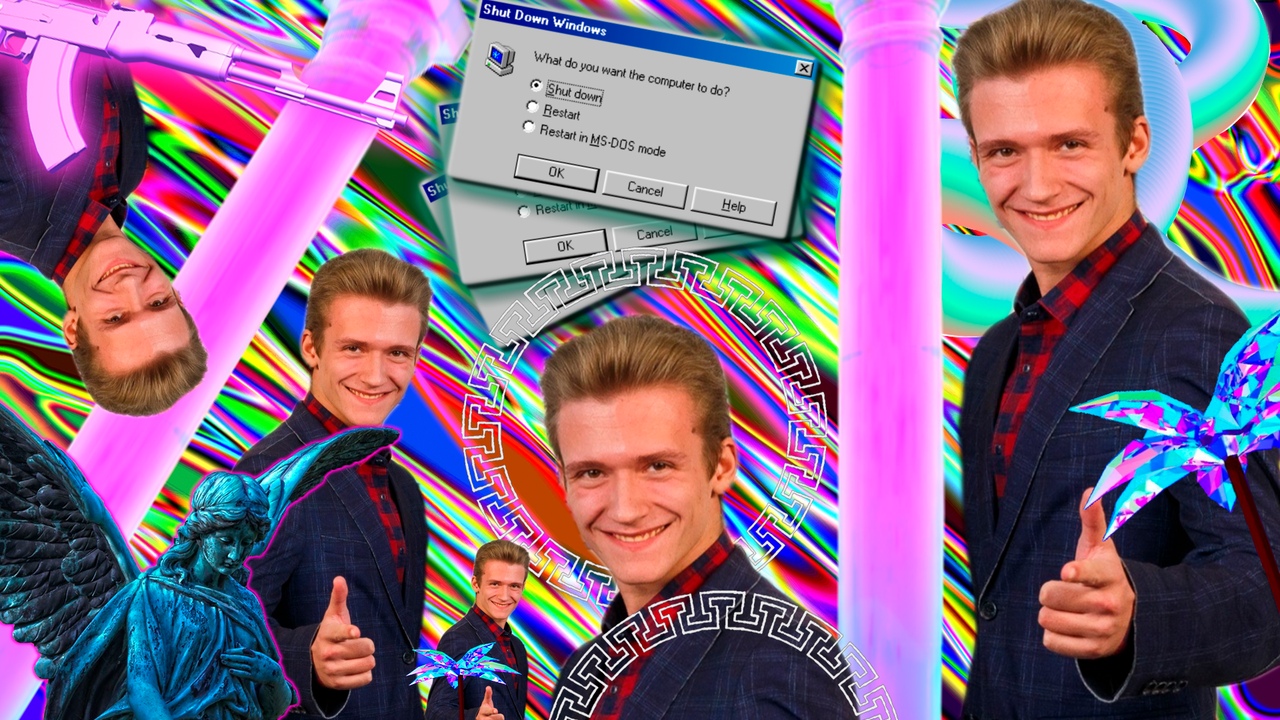 Shut Down Windows
What do you want the computer to do?
Shut down
Restart
Restart in MS-DOS mode
OK Cancel Help
Shu
Restart in
OK Cancel